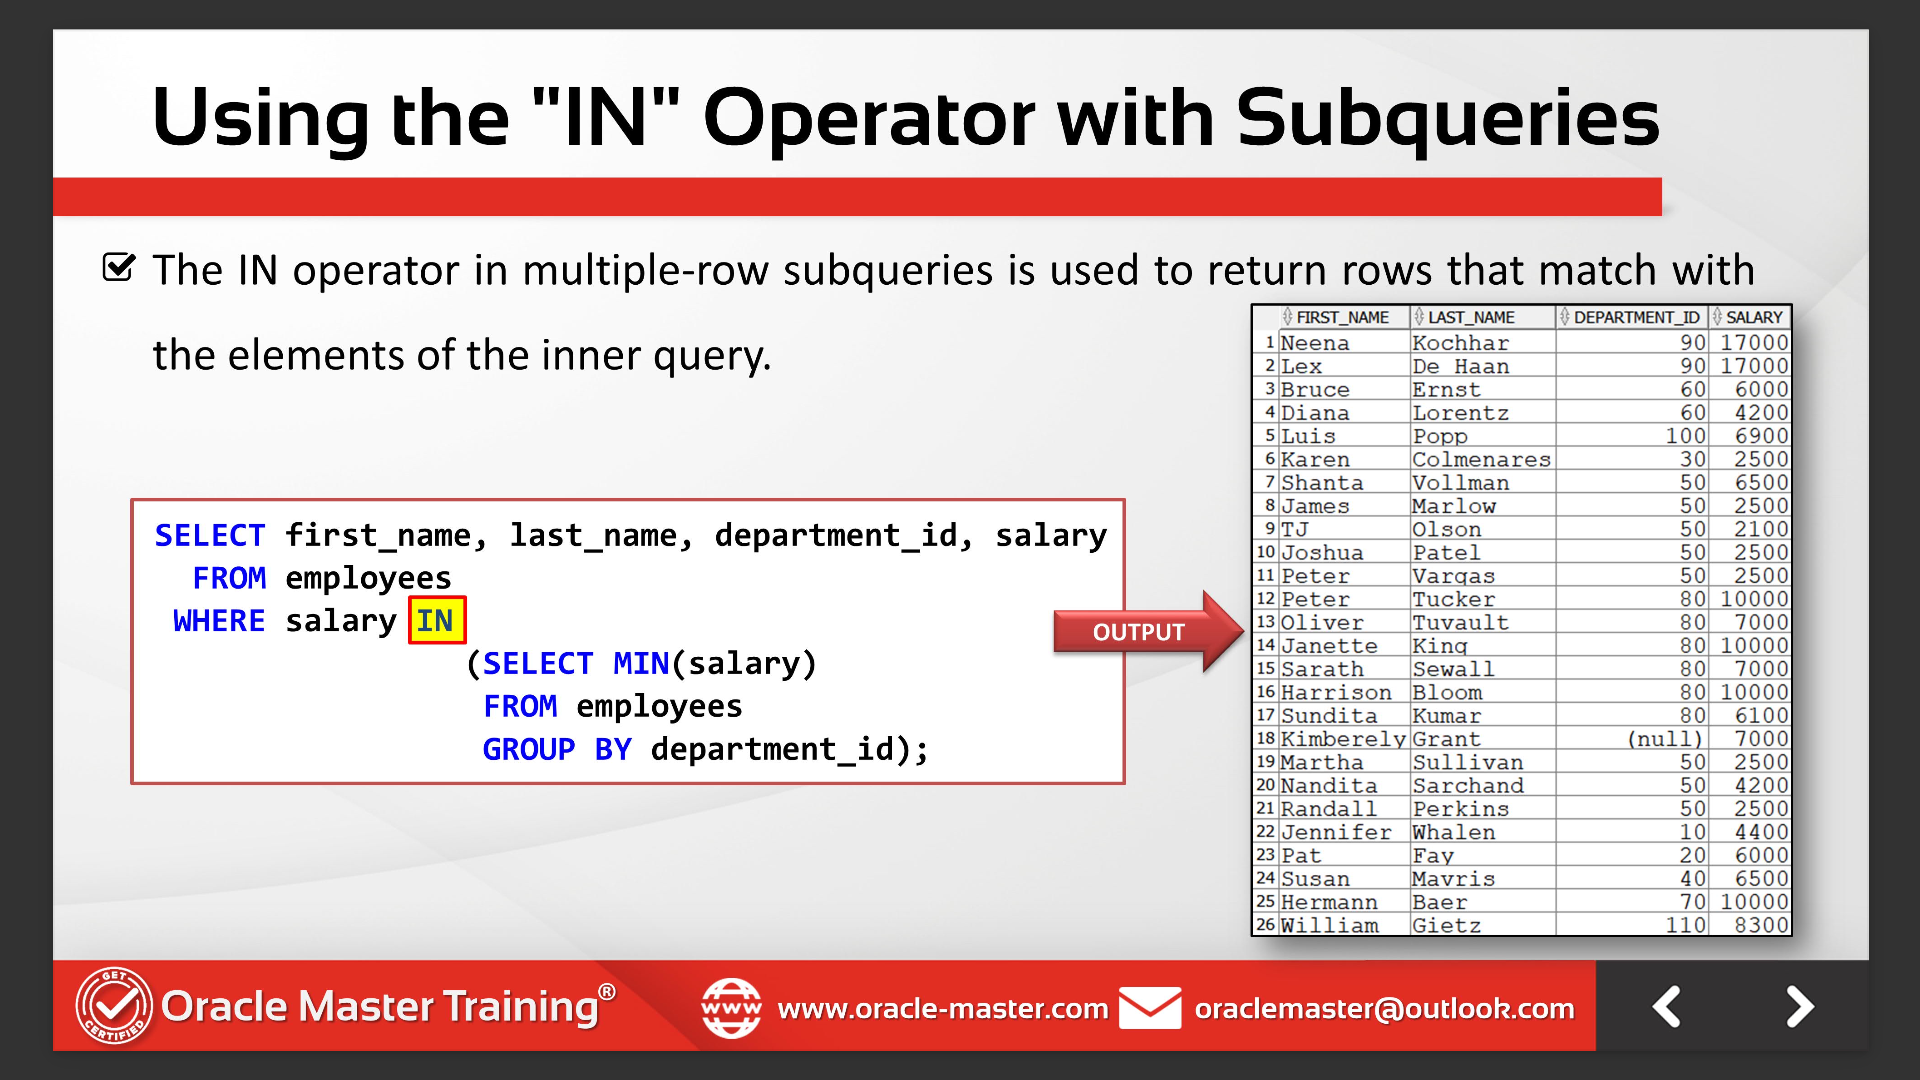 Using the "IN" Operator with Subqueries
The IN operator in multiple-row subqueries is used to return rows that match with
the elements of the inner query.
SELECT first_name, last_name, department_id, salary
FROM employees
WHERE salary IN
(SELECT MIN(salary)
FROM employees
GROUP BY department_id);
OUTPUT
FIRST_NAME LAST_NAME DEPARTMENT_ID SALARY
1 Neena Kochhar 90 17000
2 Lex De Haan 90 17000
3 Bruce Ernst 60 6000
4 Diana Lorentz 60 4200
5 Luis Popp 100 6900
6 Karen Colmenares 30 2500
7 Shanta Vollman 50 6500
8 James Marlow 50 2500
9 TJ Olson 50 2100
10 Joshua Patel 50 2500
11 Peter Vargas 50 2500
12 Peter Tucker 80 10000
13 Oliver Tuvault 80 7000
14 Janette King 80 10000
15 Sarath Sewall 80 7000
16 Harrison Bloom 80 10000
17 Sundita Kumar 80 6100
18 Kimberely Grant (null) 7000
19 Martha Sullivan 50 2500
20 Nandita Sarchand 50 4200
21 Randall Perkins 50 2500
22 Jennifer Whalen 10 4400
23 Pat Fay 20 6000
24 Susan Mavris 40 6500
25 Hermann Baer 70 10000
26 William Gietz 110 8300
GET
CERTIFIED
Oracle Master Training®
www
www.oracle-master.com
oraclemaster@outlook.com